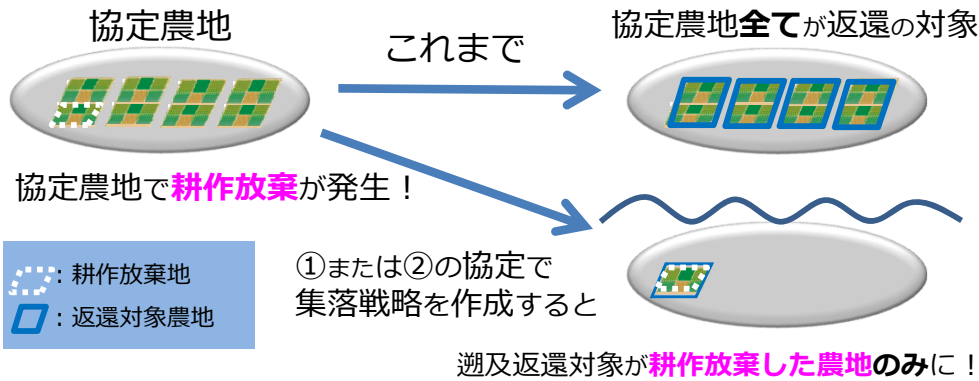 協定農地
これまで
協定農地全てが返還の対象
協定農地で耕作放棄が発生！
：耕作放棄地
：返還対象農地
①または②の協定で
集落戦略を作成すると
遡及返還対象が耕作放棄した農地のみに！